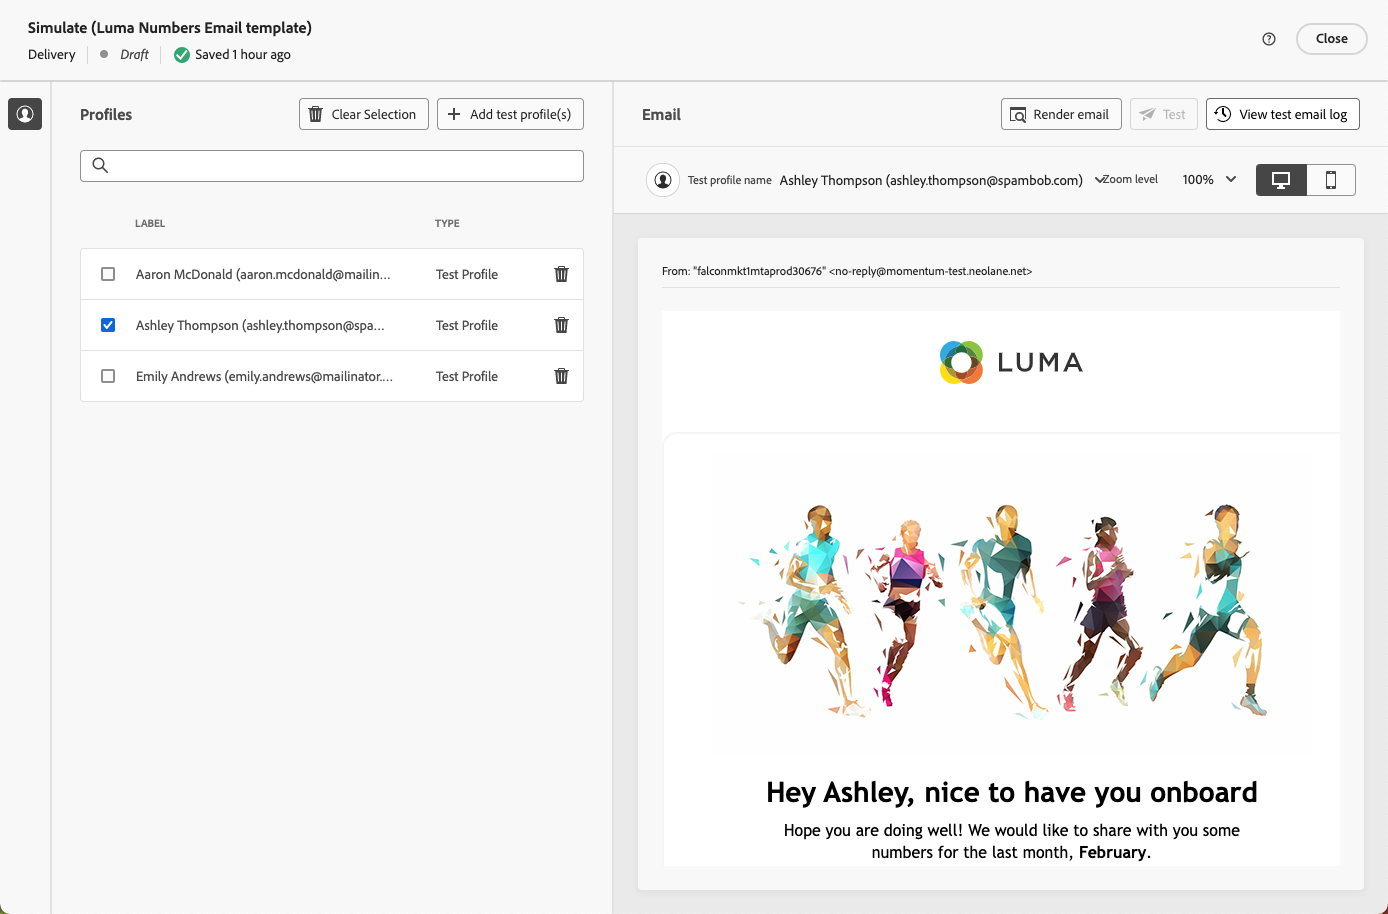 Simulate (Luma Numbers Email template)
Delivery
Draft
Saved 1 hour ago
Close
Profiles
Clear Selection
Add test profile(s)
LABEL
TYPE
Aaron McDonald (aaron.mcdonald@mailin...
Test Profile
Ashley Thompson (ashley.thompson@spa...
Test Profile
Emily Andrews (emily.andrews@mailinator....
Test Profile
Email
Render email
Test
View test email log
Test profile name
Ashley Thompson (ashley.thompson@spambob.com)
Zoom level
100%
From: "falconmkt1mtaprod30676" <no-reply@momentum-test.neolane.net>
LUMA
Hey Ashley, nice to have you onboard
Hope you are doing well! We would like to share with you some
numbers for the last month, February.